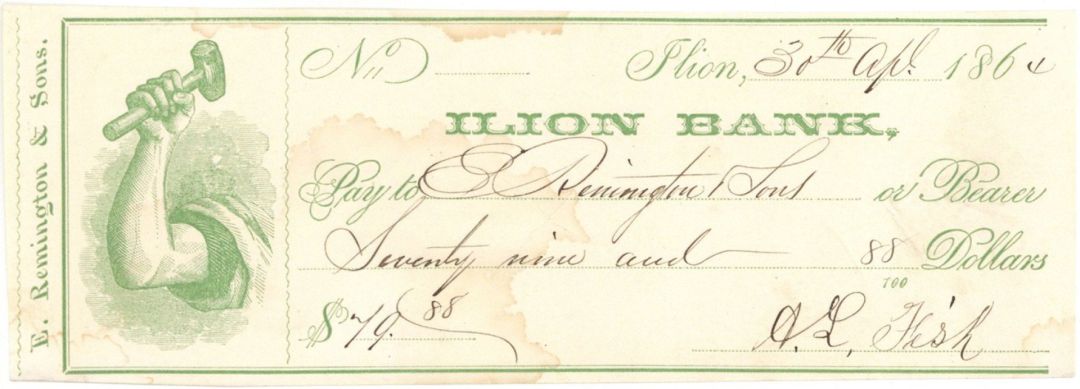 E. Remington & Sons.
No. Ilion, 30th Apl. 1864
ILION BANK,
Pay to E Remington & Sons or Bearer
Seventy nine and 88 Dollars
100
$ 79.88
A. L. Fish